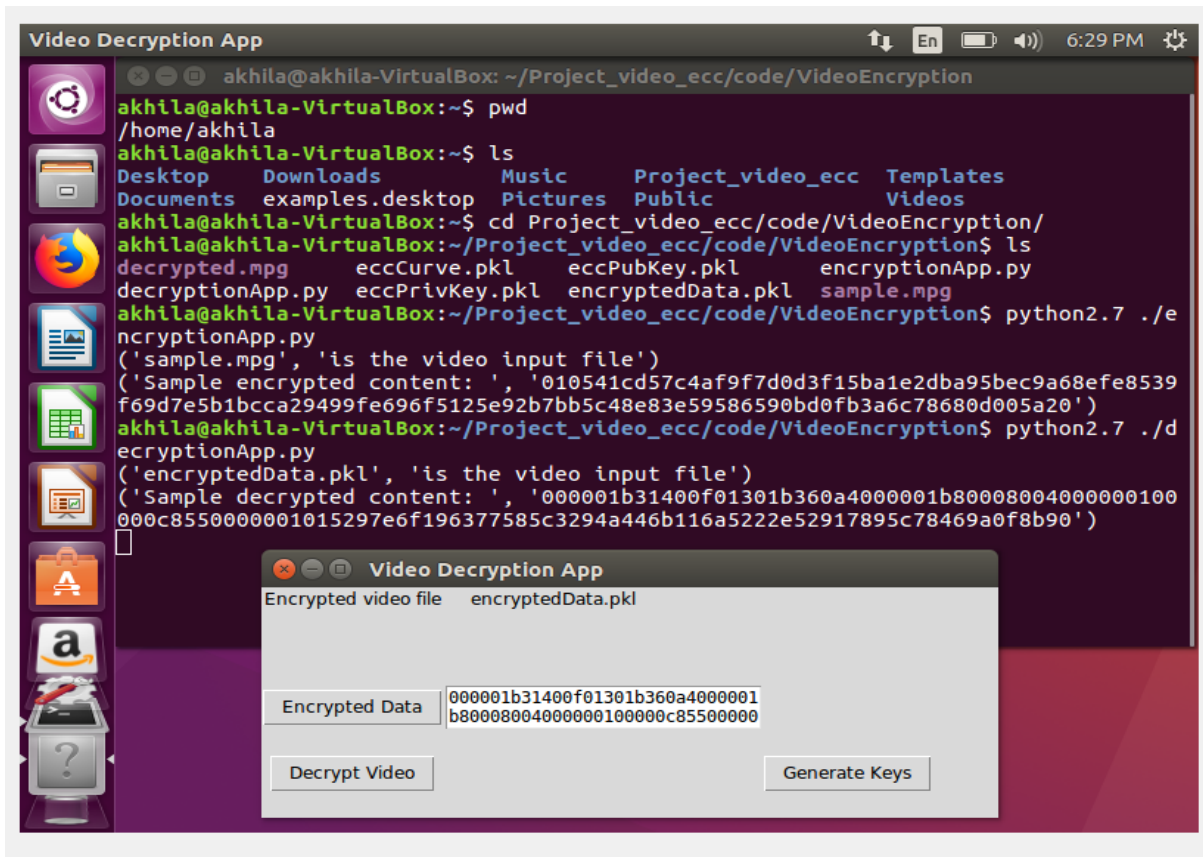 Video Decryption App
En
6:29 PM
akhila@akhila-VirtualBox: ~/Project_video_ecc/code/VideoEncryption
akhila@akhila-VirtualBox:~$ pwd
/home/akhila
akhila@akhila-VirtualBox:~$ ls
Desktop Downloads Music Project_video_ecc Templates
Documents examples.desktop Pictures Public Videos
akhila@akhila-VirtualBox:~$ cd Project_video_ecc/code/VideoEncryption/
akhila@akhila-VirtualBox:~/Project_video_ecc/code/VideoEncryption$ ls
decrypted.mpg eccCurve.pkl eccPubKey.pkl encryptionApp.py
decryptionApp.py eccPrivKey.pkl encryptedData.pkl sample.mpg
akhila@akhila-VirtualBox:~/Project_video_ecc/code/VideoEncryption$ python2.7 ./e
ncryptionApp.py
('sample.mpg', 'is the video input file')
('Sample encrypted content: ', '010541cd57c4af9f7d0d3f15ba1e2dba95bec9a68efe8539
f69d7e5b1bcca29499fe696f5125e92b7bb5c48e83e59586590bd0fb3a6c78680d005a20')
akhila@akhila-VirtualBox:~/Project_video_ecc/code/VideoEncryption$ python2.7 ./d
ecryptionApp.py
('encryptedData.pkl', 'is the video input file')
('Sample decrypted content: ', '000001b31400f01301b360a4000001b80008004000000100
000c8550000001015297e6f196377585c3294a446b116a5222e52917895c78469a0f8b90')
Video Decryption App
Encrypted video file encryptedData.pkl
Encrypted Data
000001b31400f01301b360a4000001
b80008004000000100000c85500000
Decrypt Video
Generate Keys